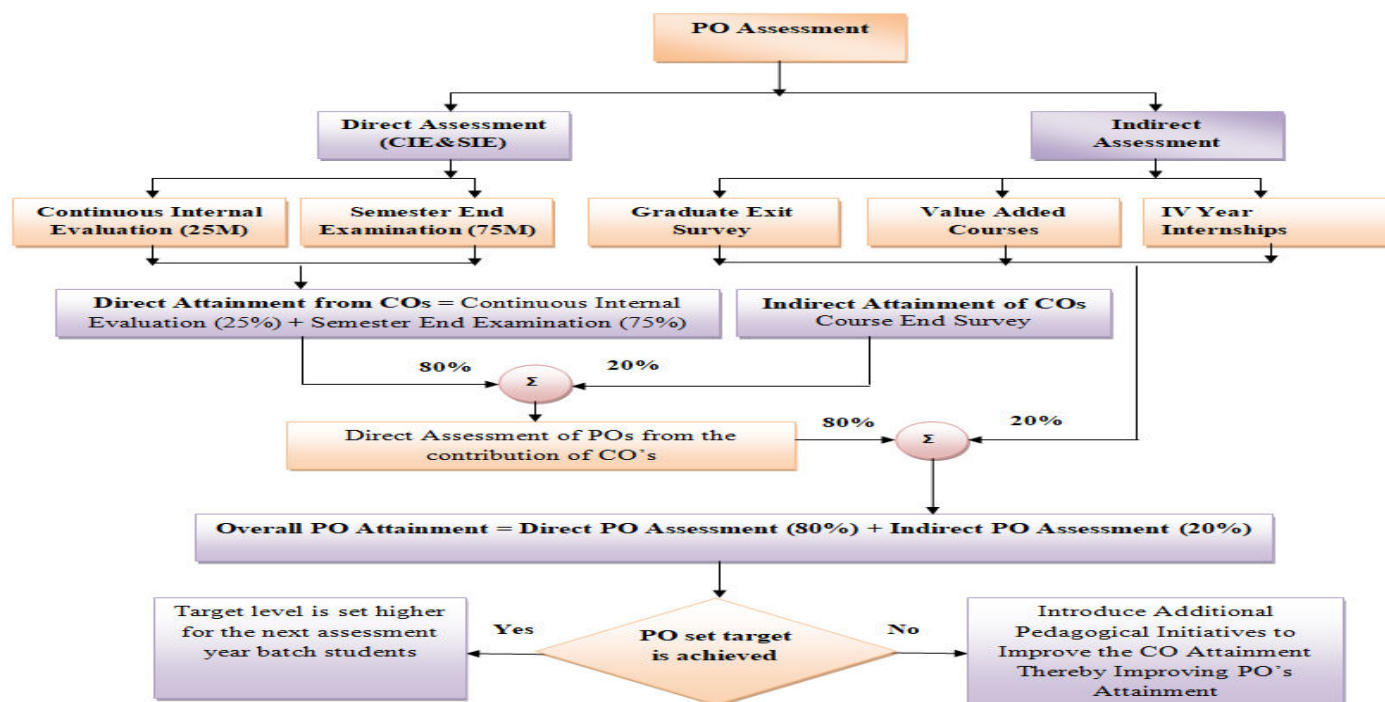 PO Assessment
Direct Assessment
(CIE&SIE)
Indirect
Assessment
Continuous Internal
Evaluation (25M)
Semester End
Examination (75M)
Graduate Exit
Survey
Value Added
Courses
IV Year
Internships
Direct Attainment from COs = Continuous Internal
Evaluation (25%) + Semester End Examination (75%)
Indirect Attainment of COs
Course End Survey
80%
Σ
20%
Direct Assessment of POs from the
contribution of CO's
80%
Σ
20%
Overall PO Attainment = Direct PO Assessment (80%) + Indirect PO Assessment (20%)
Target level is set higher
for the next assessment
year batch students
Yes
PO set target
is achieved
No
Introduce Additional
Pedagogical Initiatives to
Improve the CO Attainment
Thereby Improving PO's
Attainment